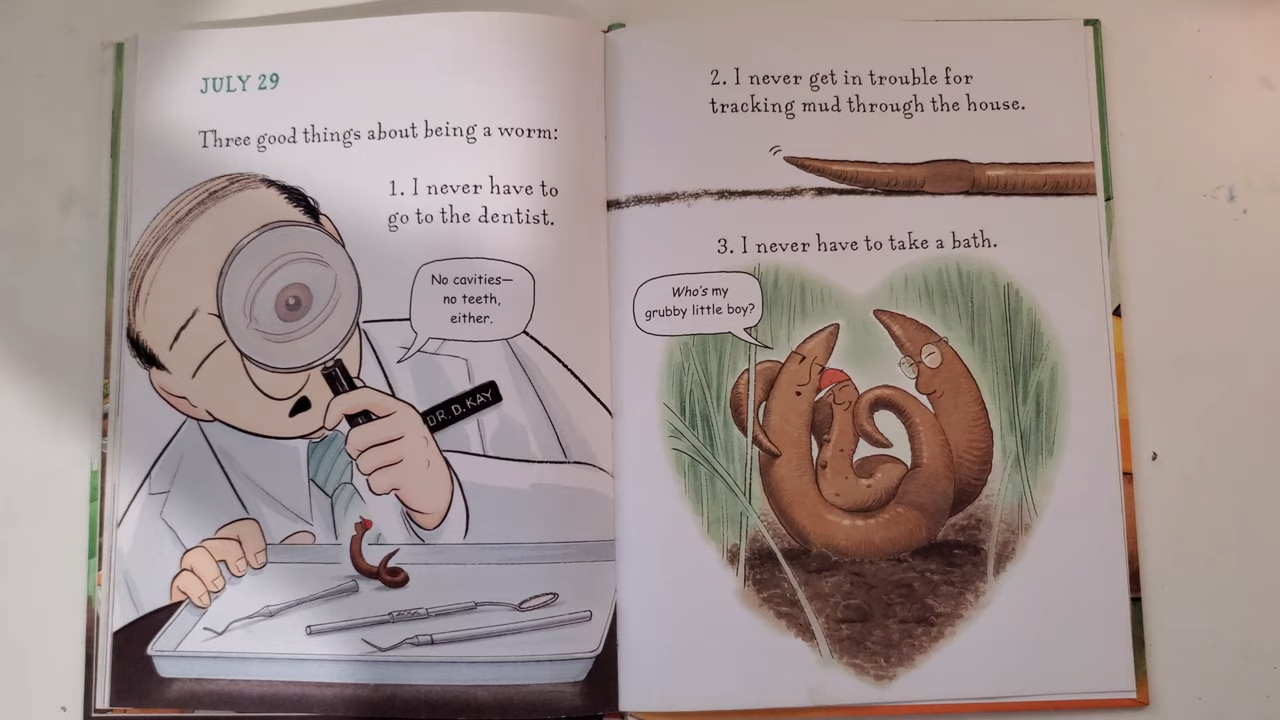 JULY 29
Three good things about being a worm:
1. I never have to
go to the dentist.
No cavities—
no teeth,
either.
DR. D. KAY
2. I never get in trouble for
tracking mud through the house.
3. I never have to take a bath.
Who's my
grubby little boy?